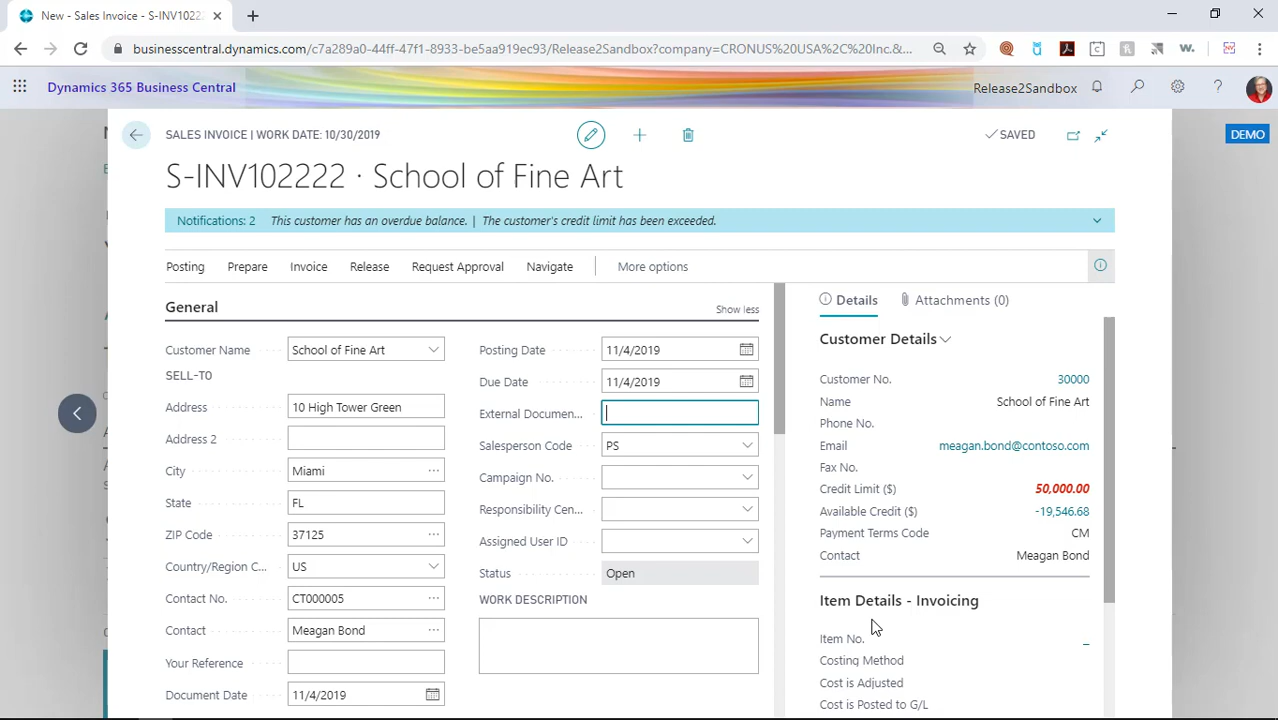 New - Sales Invoice - S-INV1022
businesscentral.dynamics.com/c7a289a0-44ff-47f1-8933-be5aa919ec93/Release2Sandbox?company=CRONUS%20USA%2C%20Inc.&...
Dynamics 365 Business Central
Release2Sandbox
SALES INVOICE | WORK DATE: 10/30/2019
SAVED
DEMO
S-INV102222 · School of Fine Art
Notifications: 2 This customer has an overdue balance. | The customer's credit limit has been exceeded.
Posting Prepare Invoice Release Request Approval Navigate More options
General
Show less
Customer Name School of Fine Art
SELL-TO
Address 10 High Tower Green
Address 2
City Miami
State FL
ZIP Code 37125
Country/Region C... US
Contact No. CT000005
Contact Meagan Bond
Your Reference
Document Date 11/4/2019
Posting Date 11/4/2019
Due Date 11/4/2019
External Documen...
Salesperson Code PS
Campaign No.
Responsibility Cen...
Assigned User ID
Status Open
WORK DESCRIPTION
Details Attachments (0)
Customer Details
Customer No. 30000
Name School of Fine Art
Phone No.
Email meagan.bond@contoso.com
Fax No.
Credit Limit ($) 50,000.00
Available Credit ($) -19,546.68
Payment Terms Code CM
Contact Meagan Bond
Item Details - Invoicing
Item No. _
Costing Method
Cost is Adjusted
Cost is Posted to G/L